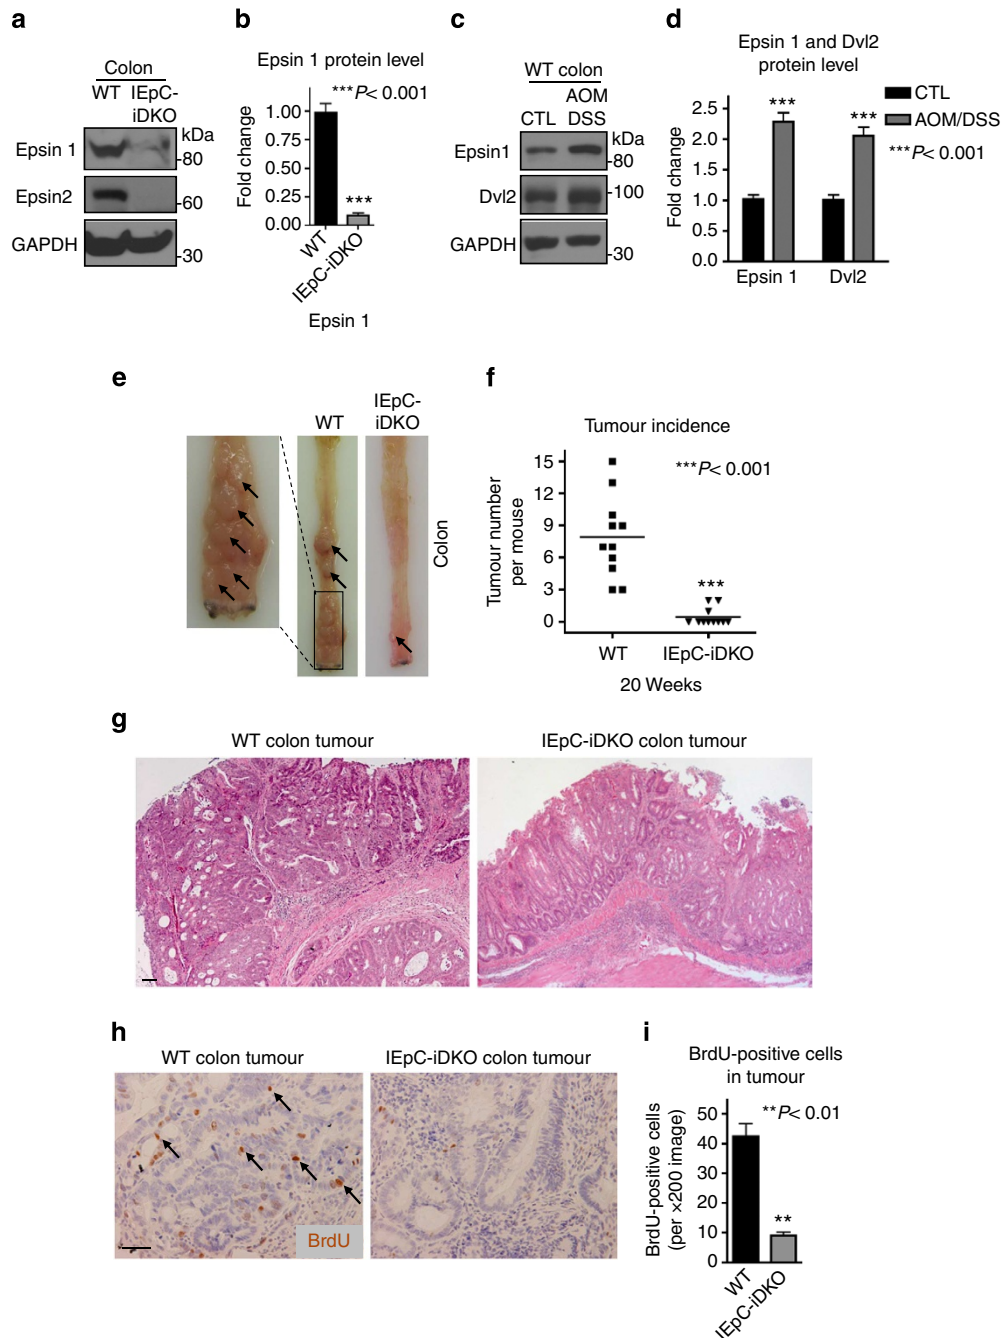 a
Colon
WT
IEpC-
iDKO
kDa
Epsin 1
-80
Epsin2
-60
GAPDH
-30
b
Epsin 1 protein level
***P< 0.001
Fold change
1.00
0.75
0.50
0.25
0.00
***
WT
IEpC-iDKO
Epsin 1
c
WT colon
CTL
AOM
DSS
kDa
Epsin1
-80
Dvl2
-100
GAPDH
-30
d
Epsin 1 and Dvl2
protein level
CTL
AOM/DSS
***P< 0.001
Fold change
2.5
2.0
1.5
1.0
0.5
0.0
***
***
Epsin 1
Dvl2
e
WT
IEpC-
iDKO
Colon
f
Tumour incidence
***P< 0.001
Tumour number
per mouse
15
12
9
6
3
0
***
WT
IEpC-iDKO
20 Weeks
g
WT colon tumour
IEpC-iDKO colon tumour
h
WT colon tumour
IEpC-iDKO colon tumour
BrdU
i
BrdU-positive cells
in tumour
**P< 0.01
BrdU-positive cells
(per ×200 image)
50
40
30
20
10
0
**
WT
IEpC-iDKO